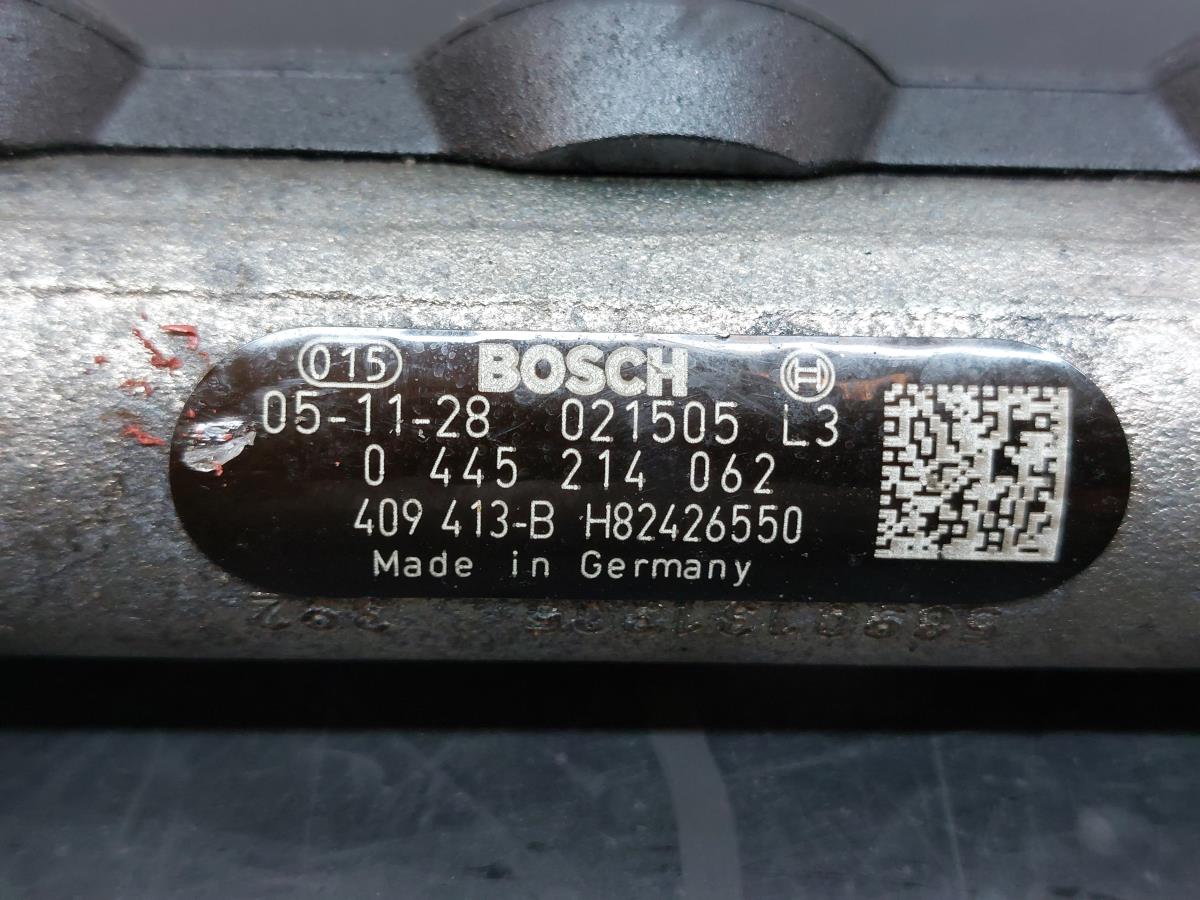 015 BOSCH
05-11-28 021505 L3
0 445 214 062
409 413-B H82426550
Made in Germany